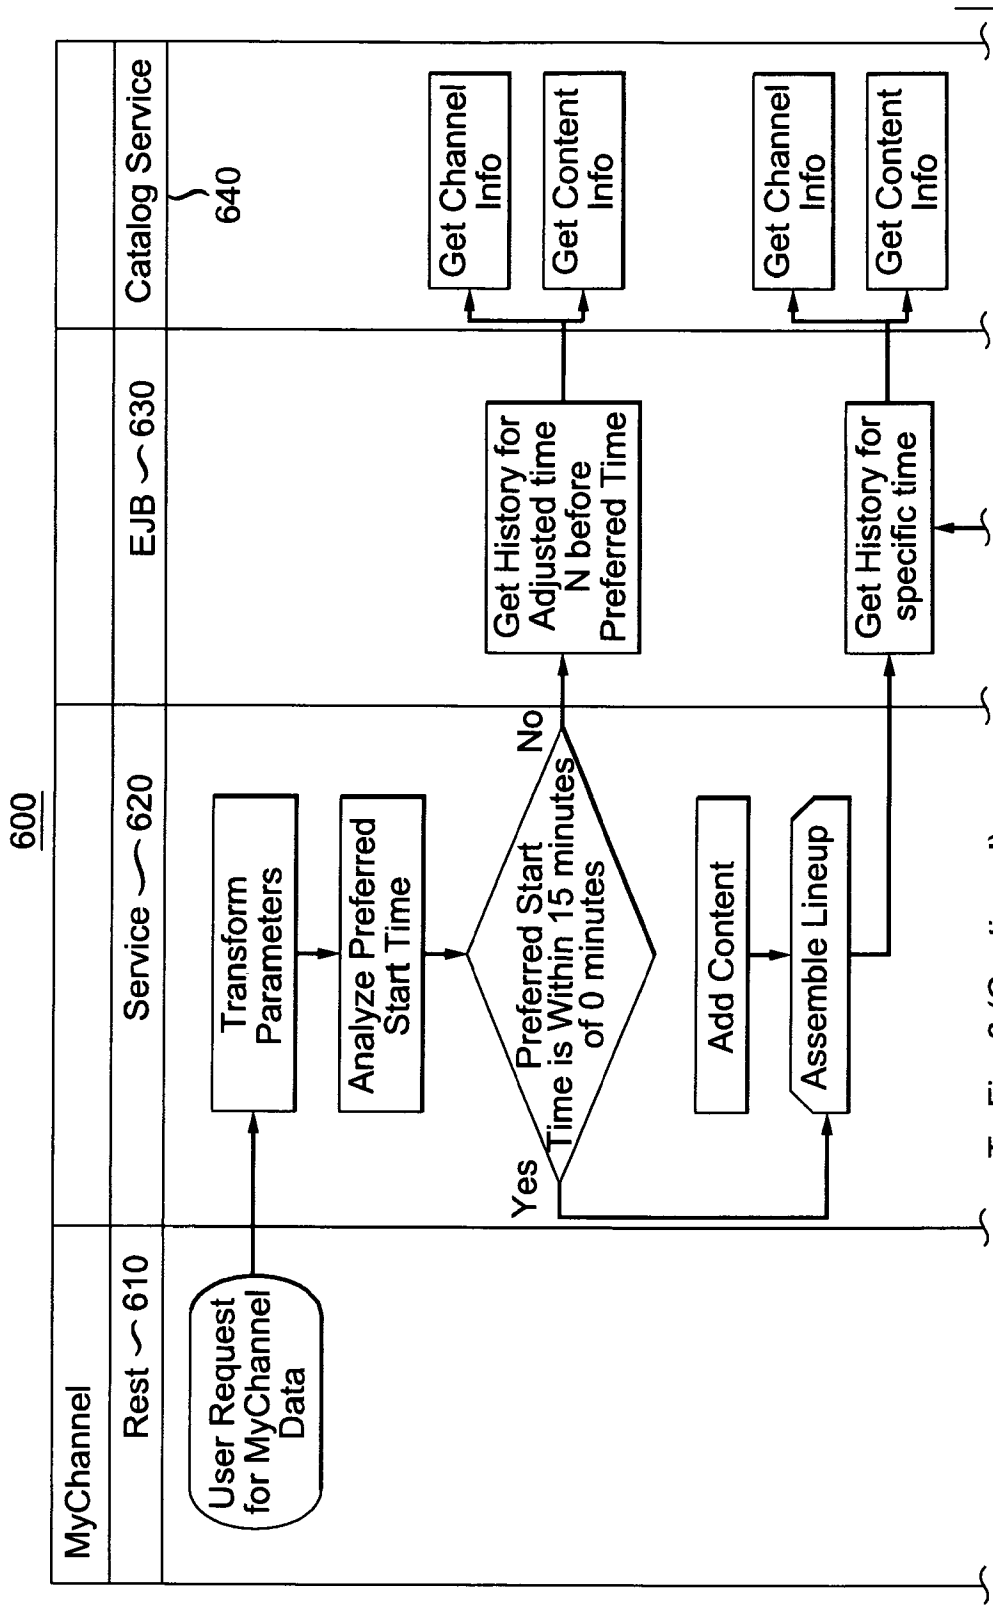 600
MyChannel
Rest 610
Service 620
EJB 630
Catalog Service
640
User Request
for MyChannel
Data
Transform
Parameters
Analyze Preferred
Start Time
Preferred Start
Time is Within 15 minutes
of 0 minutes
Yes
No
Get History for
Adjusted time
N before
Preferred Time
Get Channel
Info
Get Content
Info
Add Content
Assemble Lineup
Get History for
specific time
Get Channel
Info
Get Content
Info